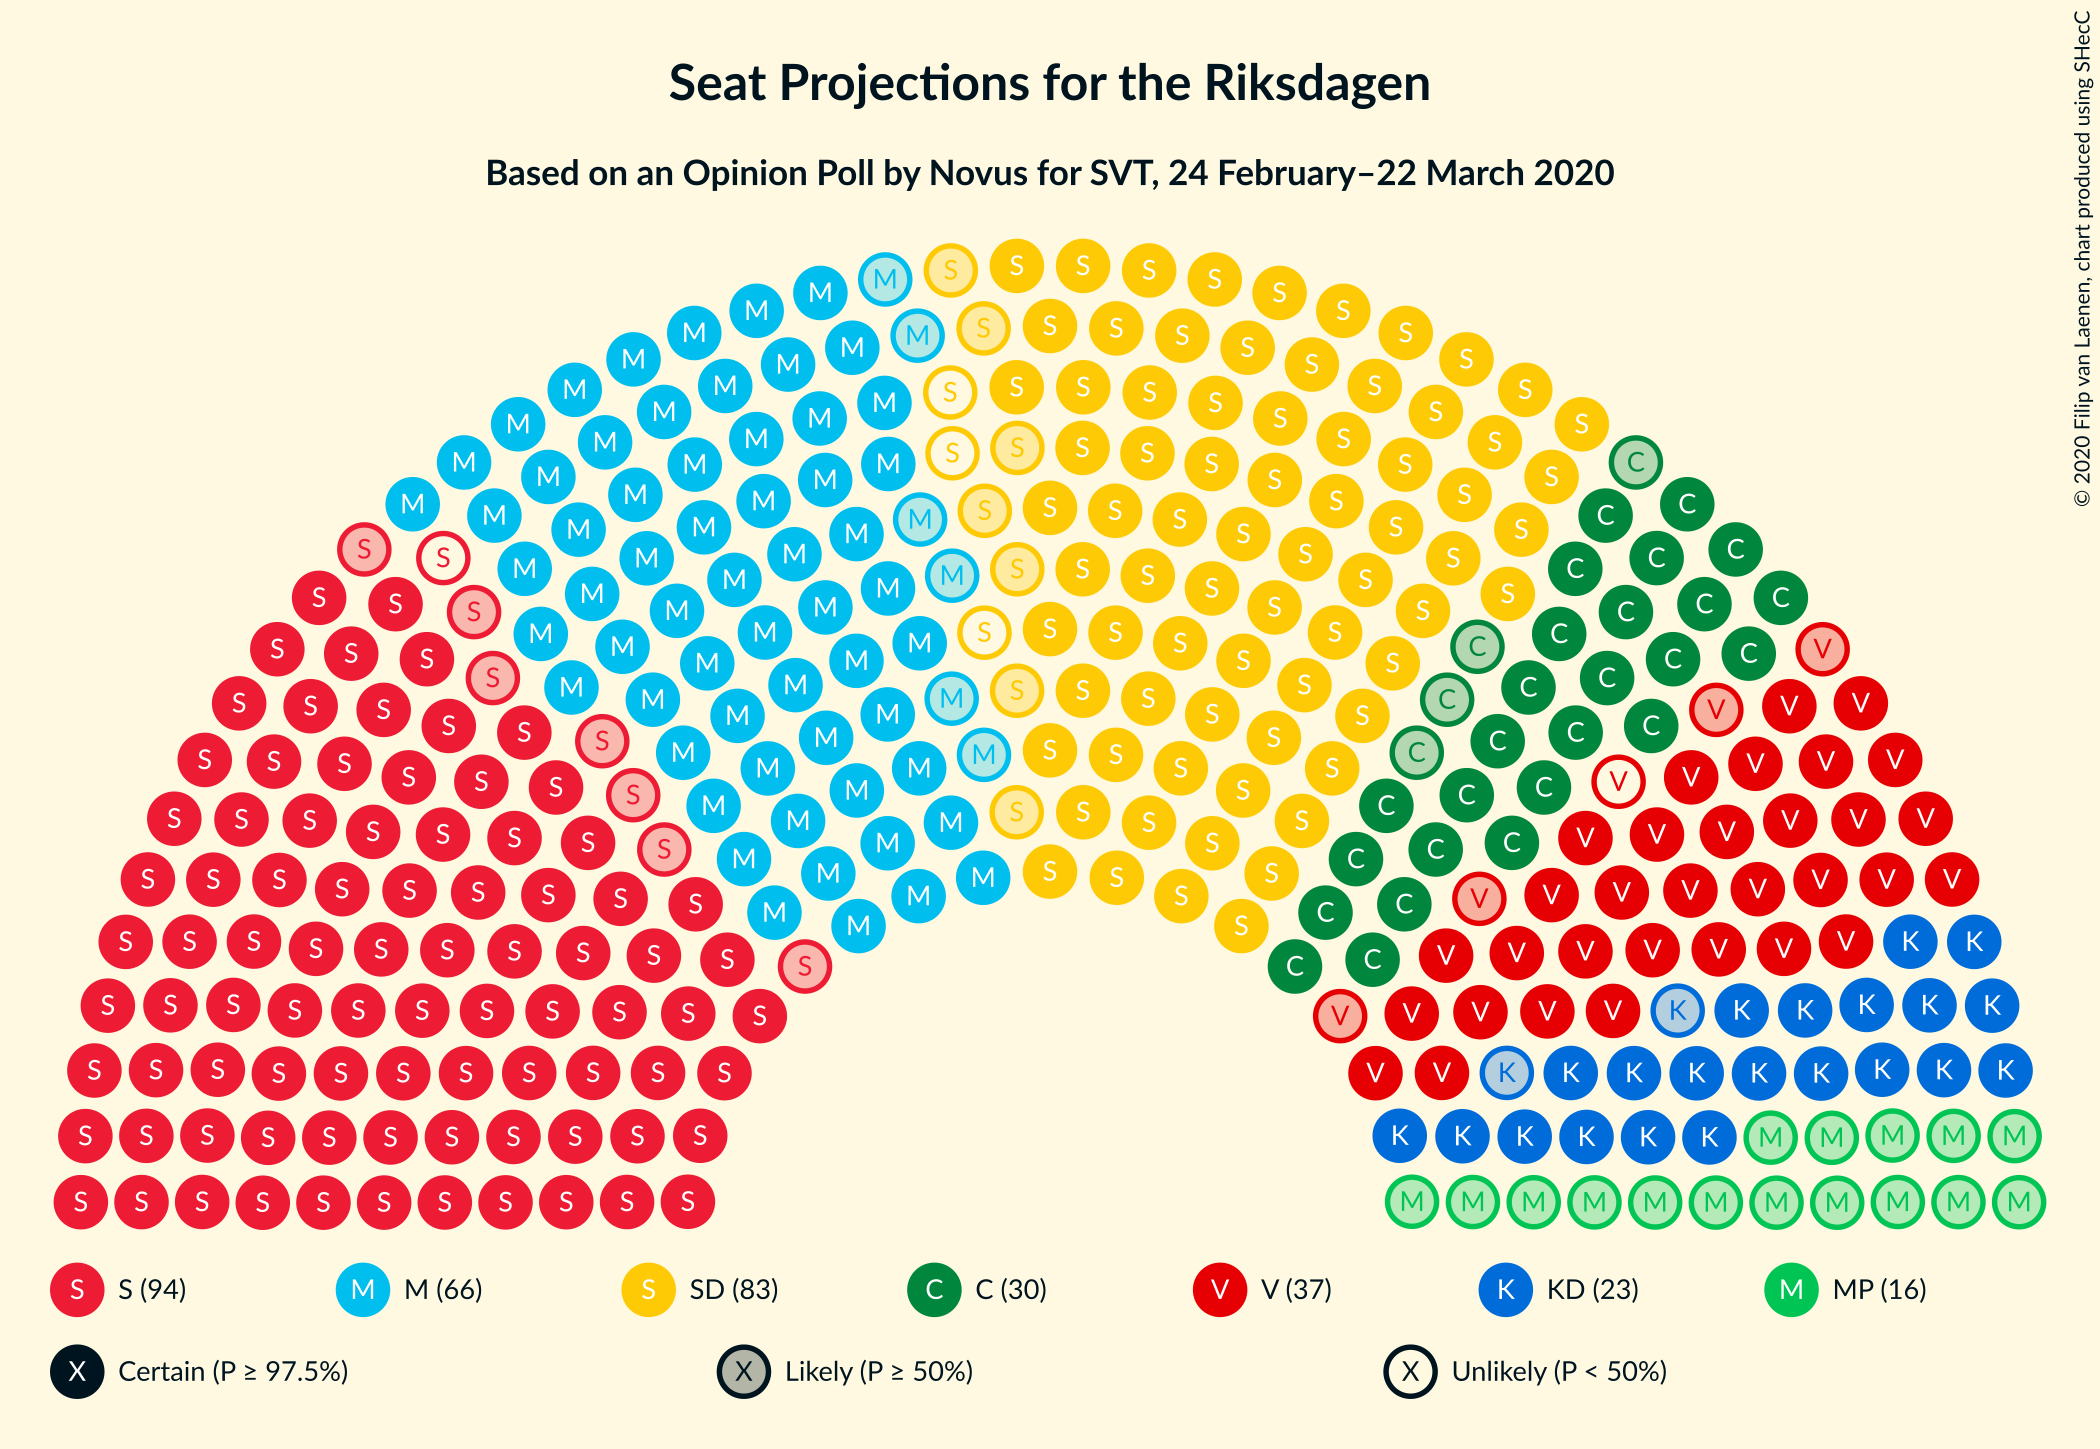 Seat Projections for the Riksdagen
Based on an Opinion Poll by Novus for SVT, 24 February–22 March 2020
© 2020 Filip van Laenen, chart produced using SHecC
S S (94) M M (66) S SD (83) C C (30) V V (37) K KD (23) M MP (16)
X Certain (P ≥ 97.5%) X Likely (P ≥ 50%) X Unlikely (P < 50%)